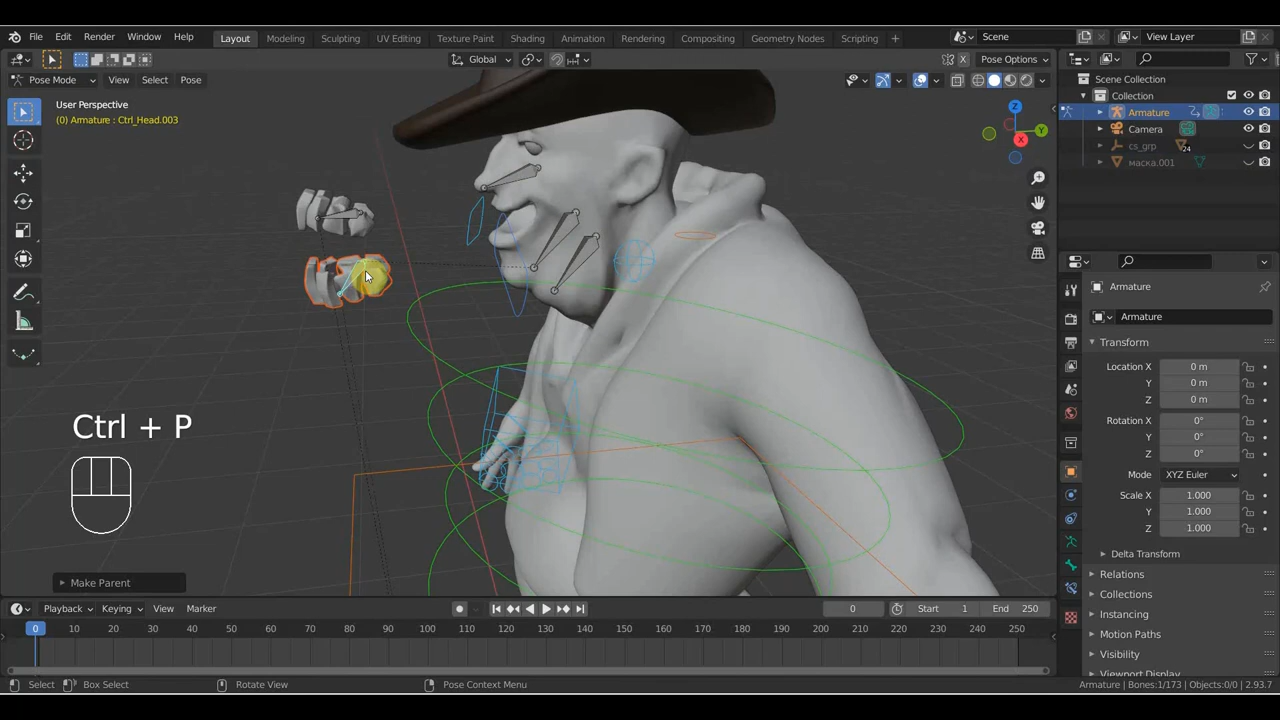 File Edit Render Window Help Layout Modeling Sculpting UV Editing Texture Paint Shading Animation Rendering Compositing Geometry Nodes Scripting + Scene View Layer
Global X Pose Options
Pose Mode View Select Pose
User Perspective
(0) Armature : Ctrl_Head.003
Z
Y
X
Scene Collection
Collection
Armature
Camera
cs_grp 24
маска.001
Armature
Armature
Transform
Location X 0 m
Y 0 m
Z 0 m
Rotation X 0°
Y 0°
Z 0°
Mode XYZ Euler
Scale X 1.000
Y 1.000
Z 1.000
Delta Transform
Relations
Collections
Instancing
Motion Paths
Visibility
Viewport Display
Ctrl + P
Make Parent
Playback Keying View Marker 0 Start 1 End 250
0 10 20 30 40 50 60 70 80 90 100 110 120 130 140 150 160 170 180 190 200 210 220 230 240 250
Select Box Select Rotate View Pose Context Menu Armature | Bones:1/173 | Objects:0/0 | 2.93.7